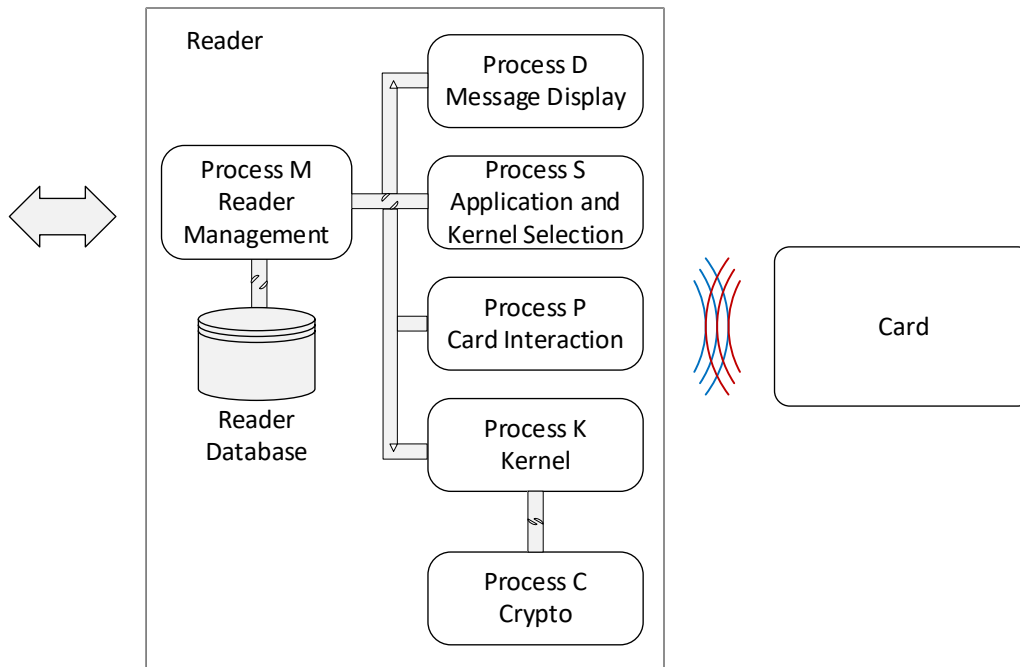 Reader
Process D
Message Display
Process M
Reader
Management
Process S
Application and
Kernel Selection
Process P
Card Interaction
Card
Reader
Database
Process K
Kernel
Process C
Crypto